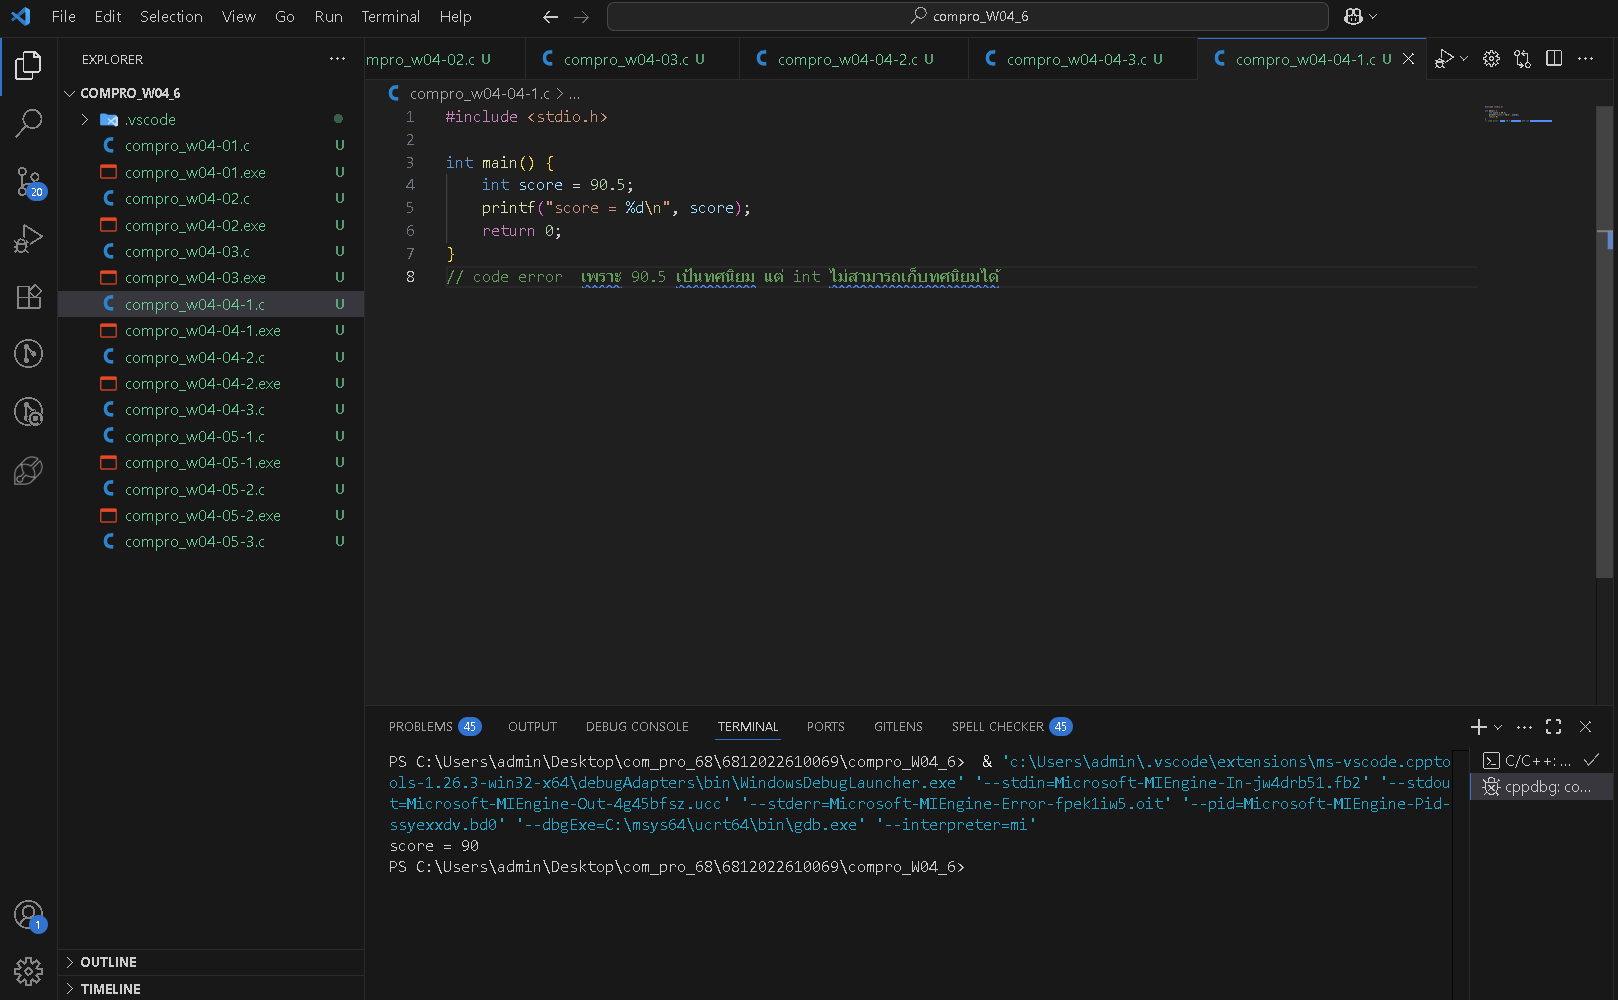 File Edit Selection View Go Run Terminal Help
compro_W04_6
EXPLORER
COMPRO_W04_6
.vscode
compro_w04-01.c U
compro_w04-01.exe U
compro_w04-02.c U
compro_w04-02.exe U
compro_w04-03.c U
compro_w04-03.exe U
compro_w04-04-1.c U
compro_w04-04-1.exe U
compro_w04-04-2.c U
compro_w04-04-2.exe U
compro_w04-04-3.c U
compro_w04-05-1.c U
compro_w04-05-1.exe U
compro_w04-05-2.c U
compro_w04-05-2.exe U
compro_w04-05-3.c U
OUTLINE
TIMELINE
20
1
mpro_w04-02.c U
compro_w04-03.c U
compro_w04-04-2.c U
compro_w04-04-3.c U
compro_w04-04-1.c U
compro_w04-04-1.c > ...
1 #include <stdio.h>
2
3 int main() {
4 int score = 90.5;
5 printf("score = %d\n", score);
6 return 0;
7 }
8 // code error  เพราะ 90.5 เป็นทศนิยม แต่ int ไม่สามารถเก็บทศนิยมได้
PROBLEMS 45 OUTPUT DEBUG CONSOLE TERMINAL PORTS GITLENS SPELL CHECKER 45
PS C:\Users\admin\Desktop\com_pro_68\6812022610069\compro_W04_6>  & 'c:\Users\admin\.vscode\extensions\ms-vscode.cppto
ols-1.26.3-win32-x64\debugAdapters\bin\WindowsDebugLauncher.exe' '--stdin=Microsoft-MIEngine-In-jw4drb51.fb2' '--stdou
t=Microsoft-MIEngine-Out-4g45bfsz.ucc' '--stderr=Microsoft-MIEngine-Error-fpek1iw5.oit' '--pid=Microsoft-MIEngine-Pid-
ssyexxdv.bd0' '--dbgExe=C:\msys64\ucrt64\bin\gdb.exe' '--interpreter=mi'
score = 90
PS C:\Users\admin\Desktop\com_pro_68\6812022610069\compro_W04_6>
C/C++: ...
cppdbg: co...